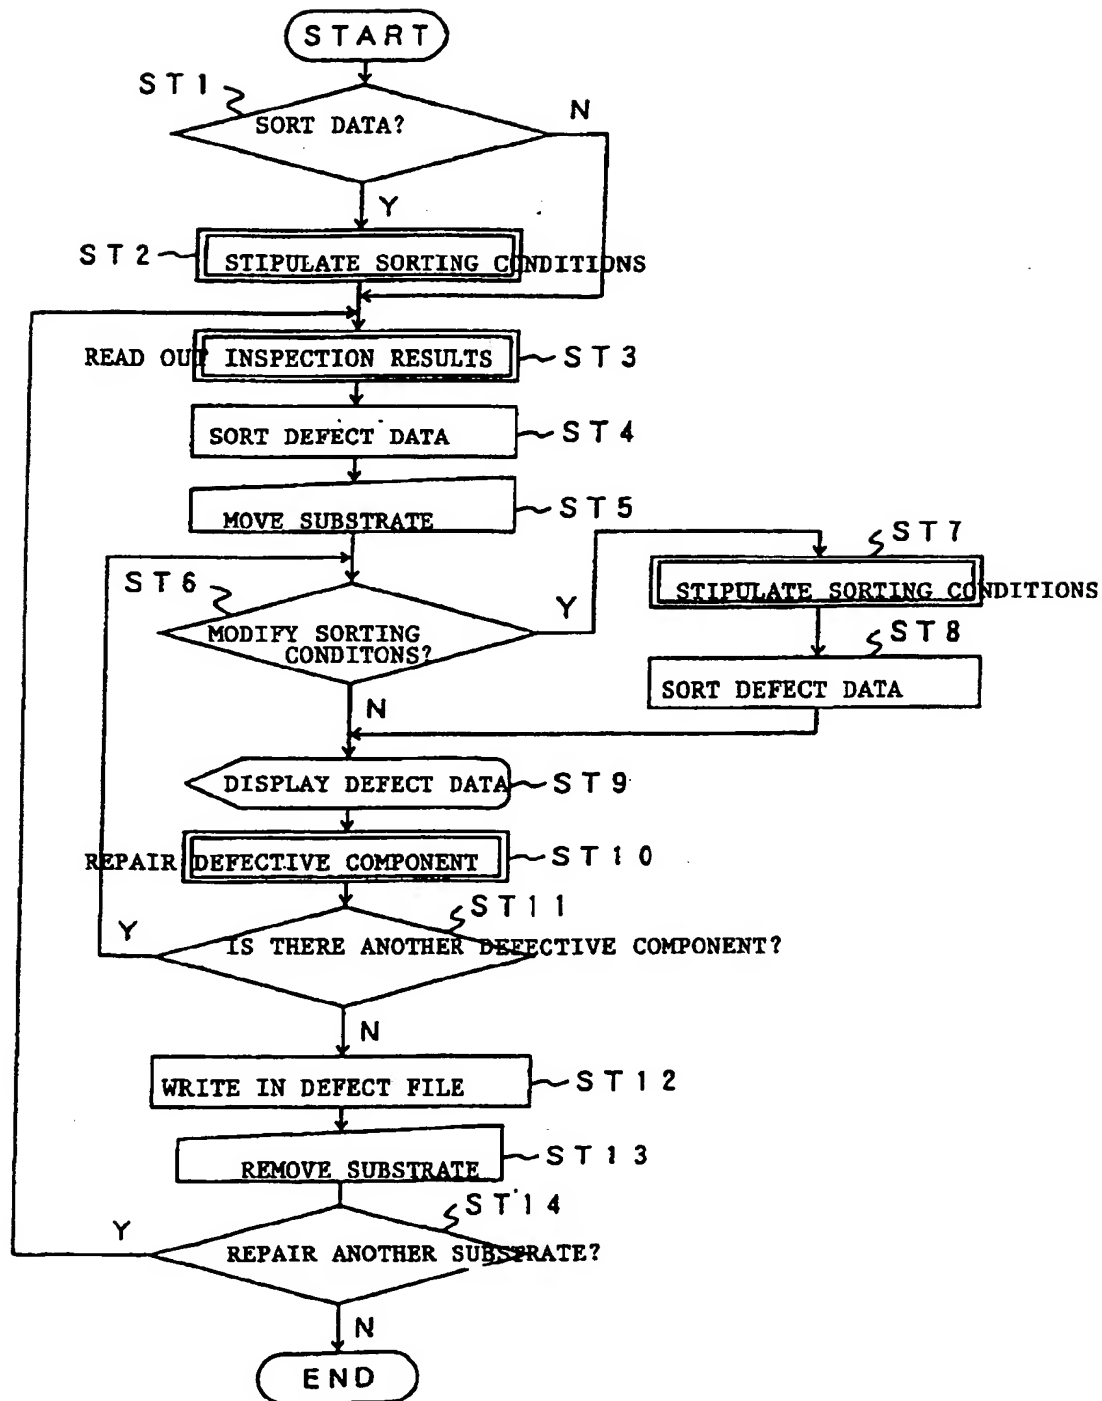 START
ST1
SORT DATA?
N
Y
ST2
STIPULATE SORTING CONDITIONS
READ OUT INSPECTION RESULTS
ST3
SORT DEFECT DATA
ST4
MOVE SUBSTRATE
ST5
ST6
MODIFY SORTING
CONDITONS?
Y
N
ST7
STIPULATE SORTING CONDITIONS
ST8
SORT DEFECT DATA
DISPLAY DEFECT DATA
ST9
REPAIR DEFECTIVE COMPONENT
ST10
ST11
Y
IS THERE ANOTHER DEFECTIVE COMPONENT?
N
WRITE IN DEFECT FILE
ST12
REMOVE SUBSTRATE
ST13
ST14
Y
REPAIR ANOTHER SUBSTRATE?
N
END